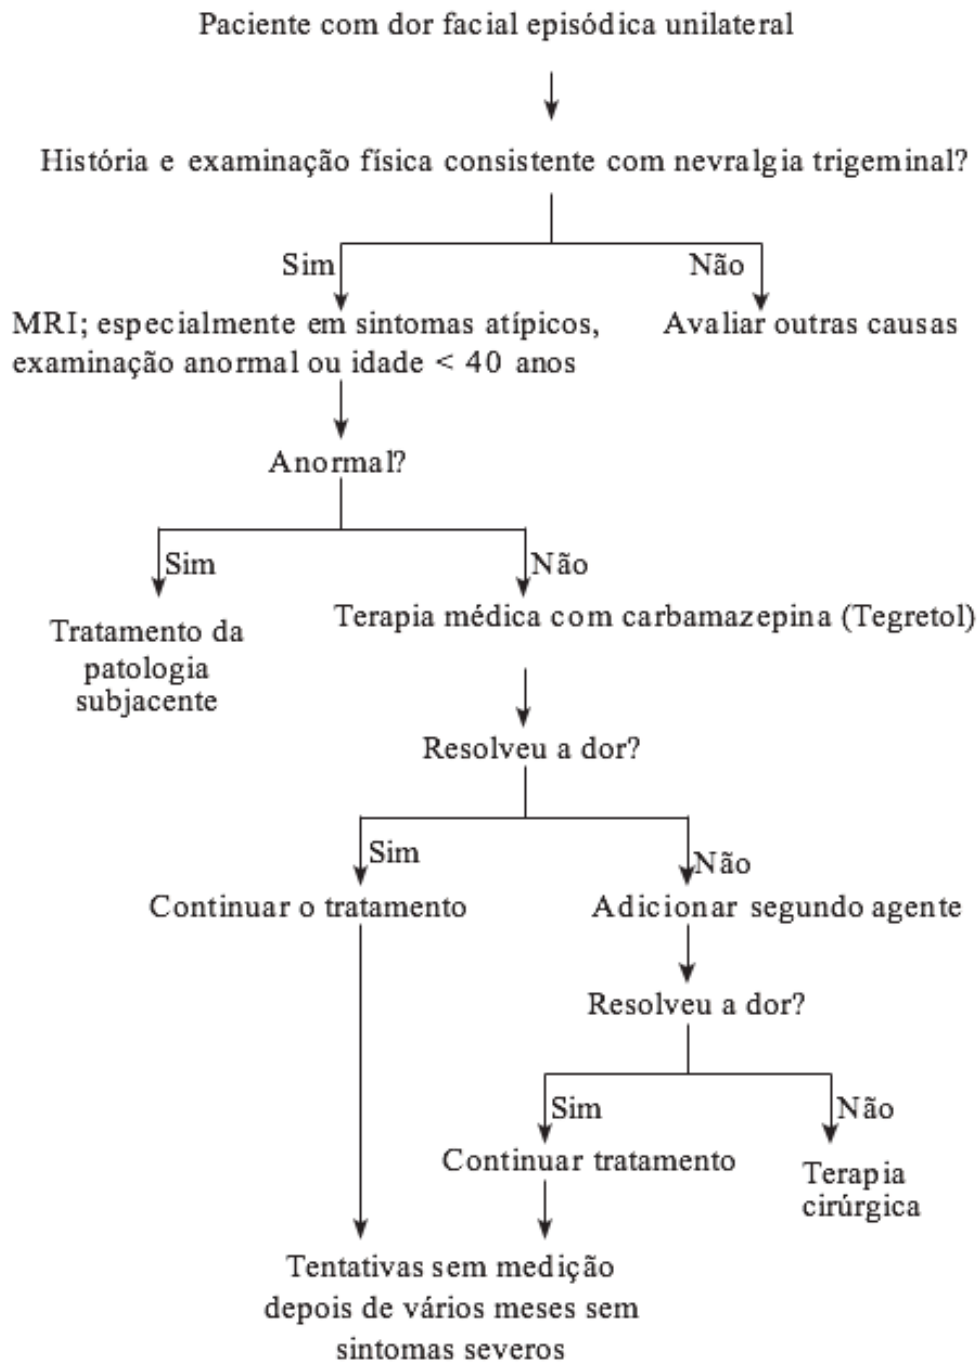 Paciente com dor facial episódica unilateral
História e examinação física consistente com nevralgia trigeminal?
Sim
Não
MRI; especialmente em sintomas atípicos,
examinação anormal ou idade < 40 anos
Avaliar outras causas
Anormal?
Sim
Não
Tratamento da
patologia
subjacente
Terapia médica com carbamazepina (Tegretol)
Resolveu a dor?
Sim
Não
Continuar o tratamento
Adicionar segundo agente
Resolveu a dor?
Sim
Não
Continuar tratamento
Terapia
cirúrgica
Tentativas sem medição
depois de vários meses sem
sintomas severos